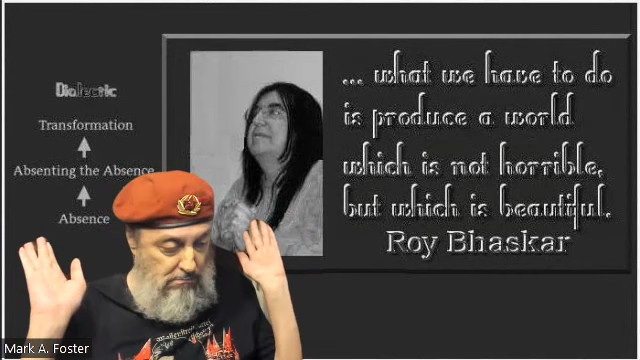 Dialectic
Transformation
Absenting the Absence
Absence
... what we have to do
is produce a world
which is not horrible,
but which is beautiful.
Roy Bhaskar
Mark A. Foster